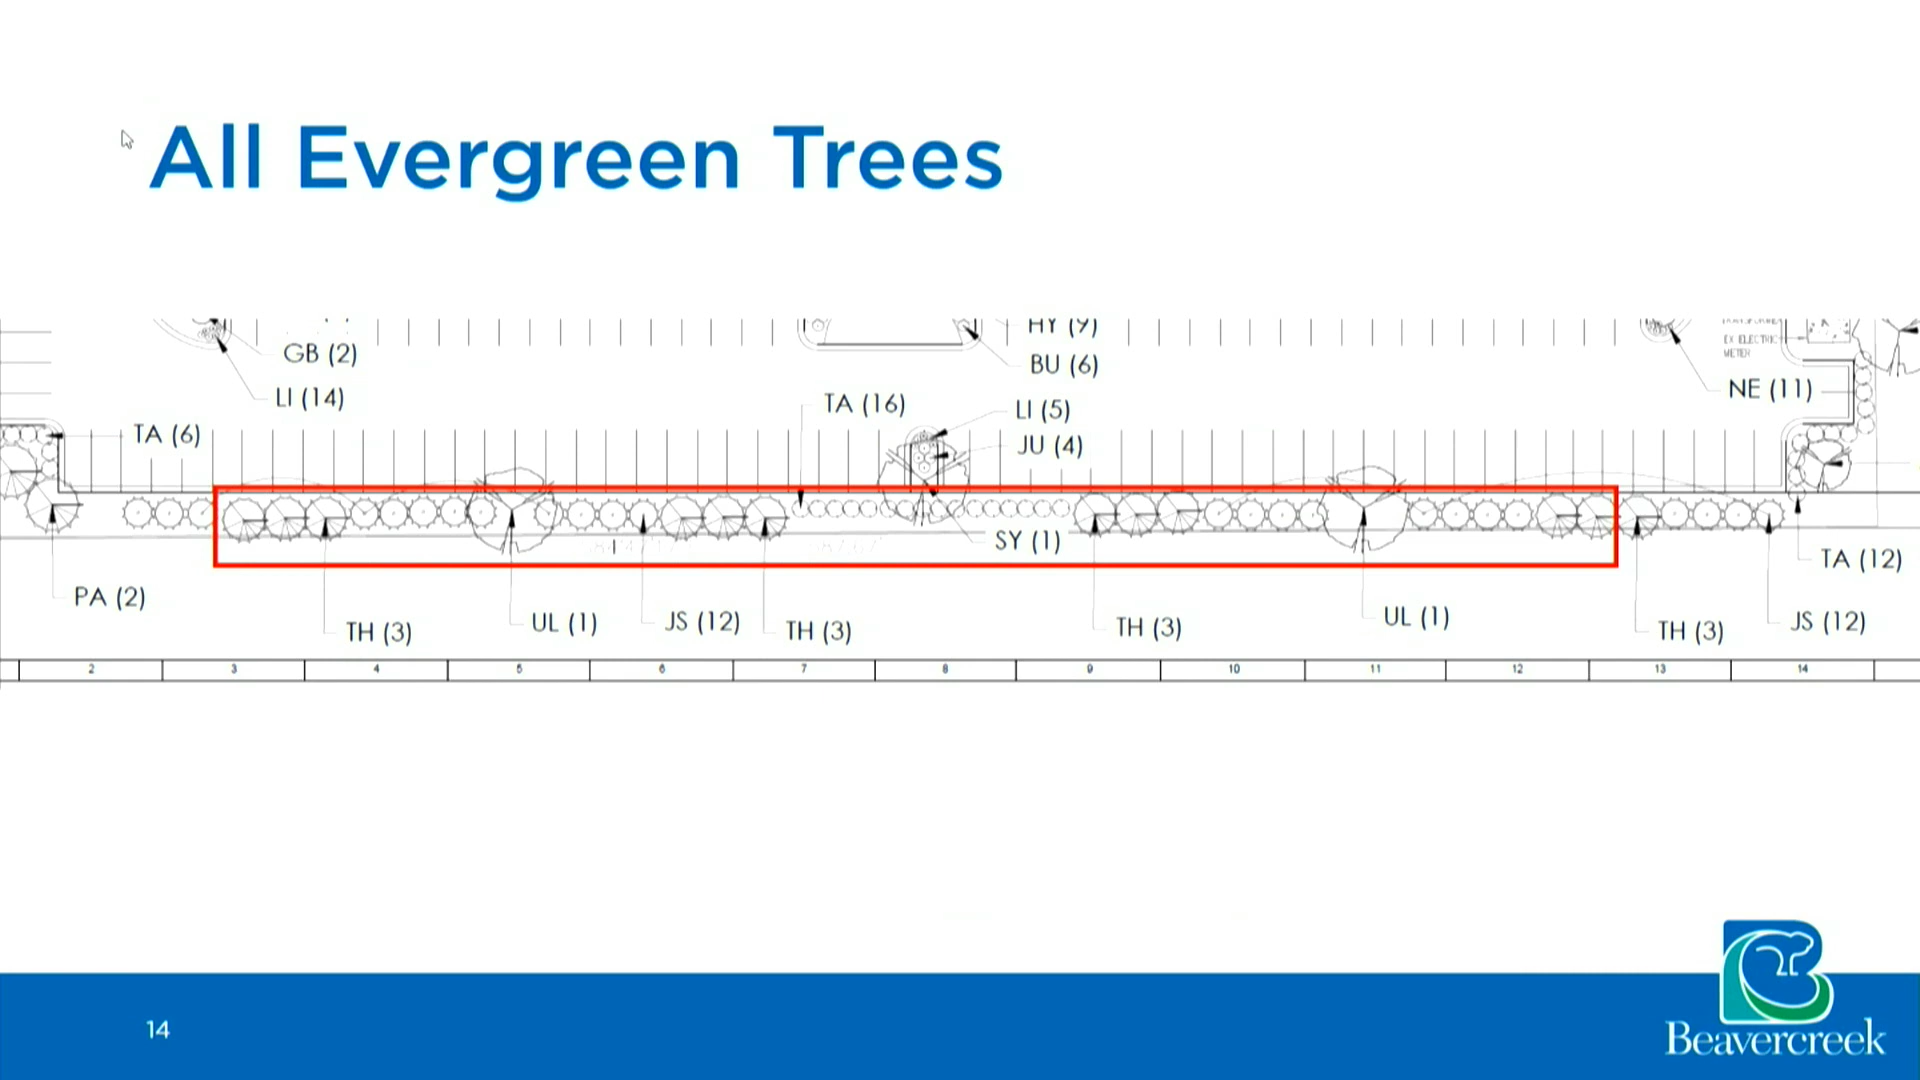 All Evergreen Trees
HY (9)
GB (2)
EX ELECTRIC
METER
BU (6)
LI (14)
NE (11)
TA (16)
LI (5)
TA (6)
JU (4)
SY (1)
TA (12)
PA (2)
TH (3)
UL (1)
JS (12)
TH (3)
TH (3)
UL (1)
TH (3)
JS (12)
2 3 4 5 6 7 8 9 10 11 12 13 14
14
Beavercreek